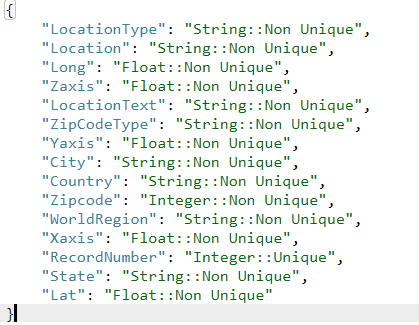 {
"LocationType": "String::Non Unique",
"Location": "String::Non Unique",
"Long": "Float::Non Unique",
"Zaxis": "Float::Non Unique",
"LocationText": "String::Non Unique",
"ZipCodeType": "String::Non Unique",
"Yaxis": "Float::Non Unique",
"City": "String::Non Unique",
"Country": "String::Non Unique",
"Zipcode": "Integer::Non Unique",
"WorldRegion": "String::Non Unique",
"Xaxis": "Float::Non Unique",
"RecordNumber": "Integer::Unique",
"State": "String::Non Unique",
"Lat": "Float::Non Unique"
}